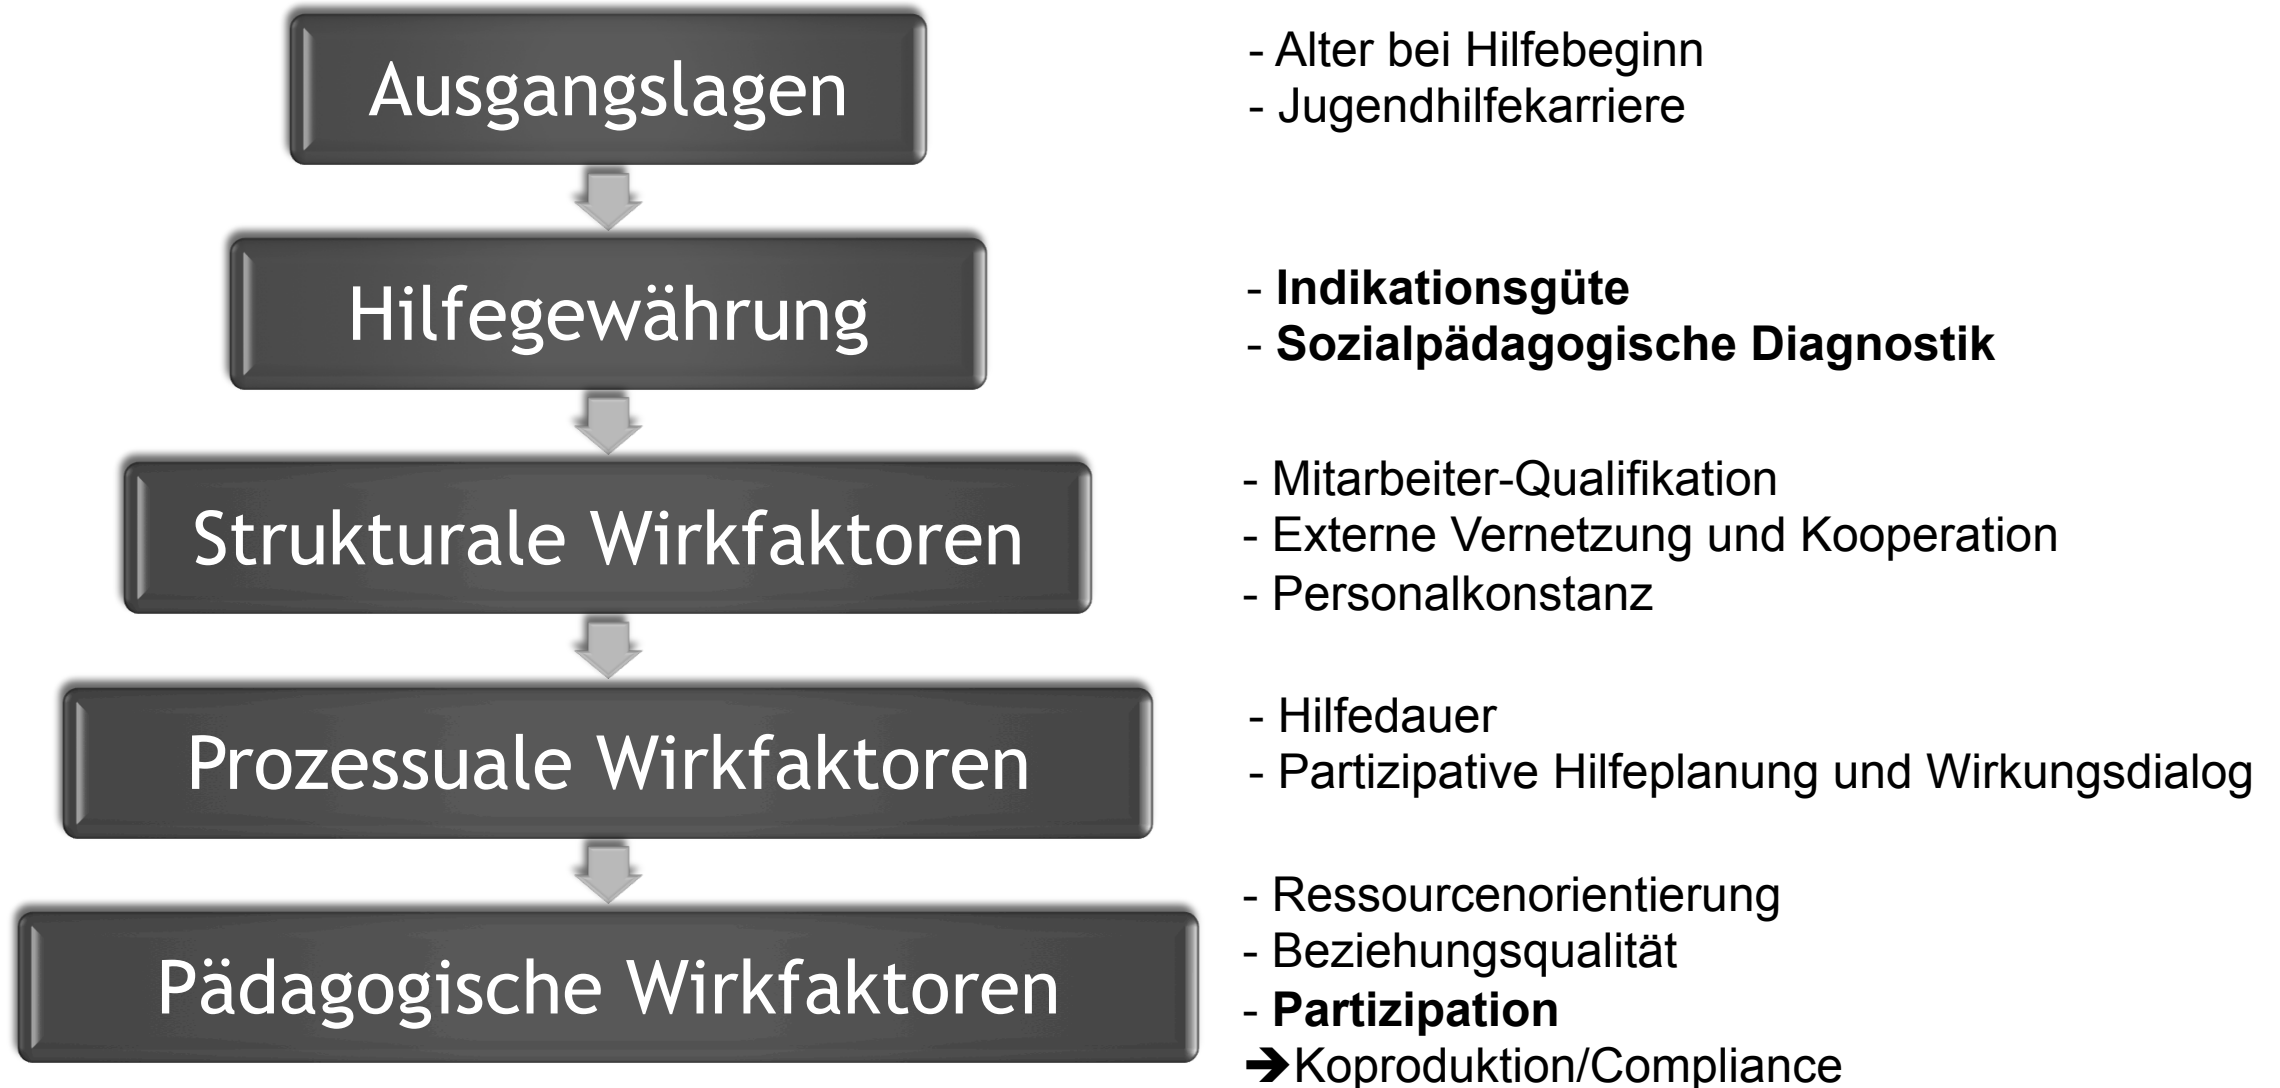 Ausgangslagen
- Alter bei Hilfebeginn
- Jugendhilfekarriere
Hilfegewährung
- Indikationsgüte
- Sozialpädagogische Diagnostik
Strukturale Wirkfaktoren
- Mitarbeiter-Qualifikation
- Externe Vernetzung und Kooperation
- Personalkonstanz
Prozessuale Wirkfaktoren
- Hilfedauer
- Partizipative Hilfeplanung und Wirkungsdialog
Pädagogische Wirkfaktoren
- Ressourcenorientierung
- Beziehungsqualität
- Partizipation
➔Koproduktion/Compliance